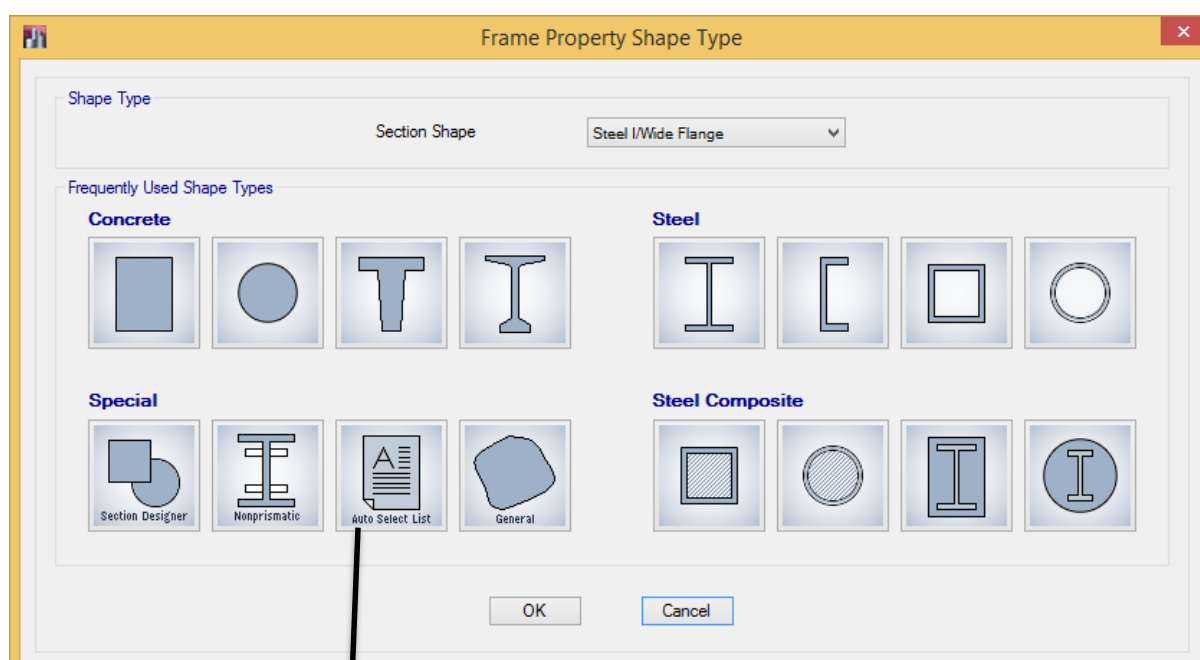 Frame Property Shape Type
Shape Type
Section Shape
Steel I/Wide Flange
Frequently Used Shape Types
Concrete
Steel
Special
Steel Composite
Section Designer
Nonprismatic
A
Auto Select List
General
OK
Cancel